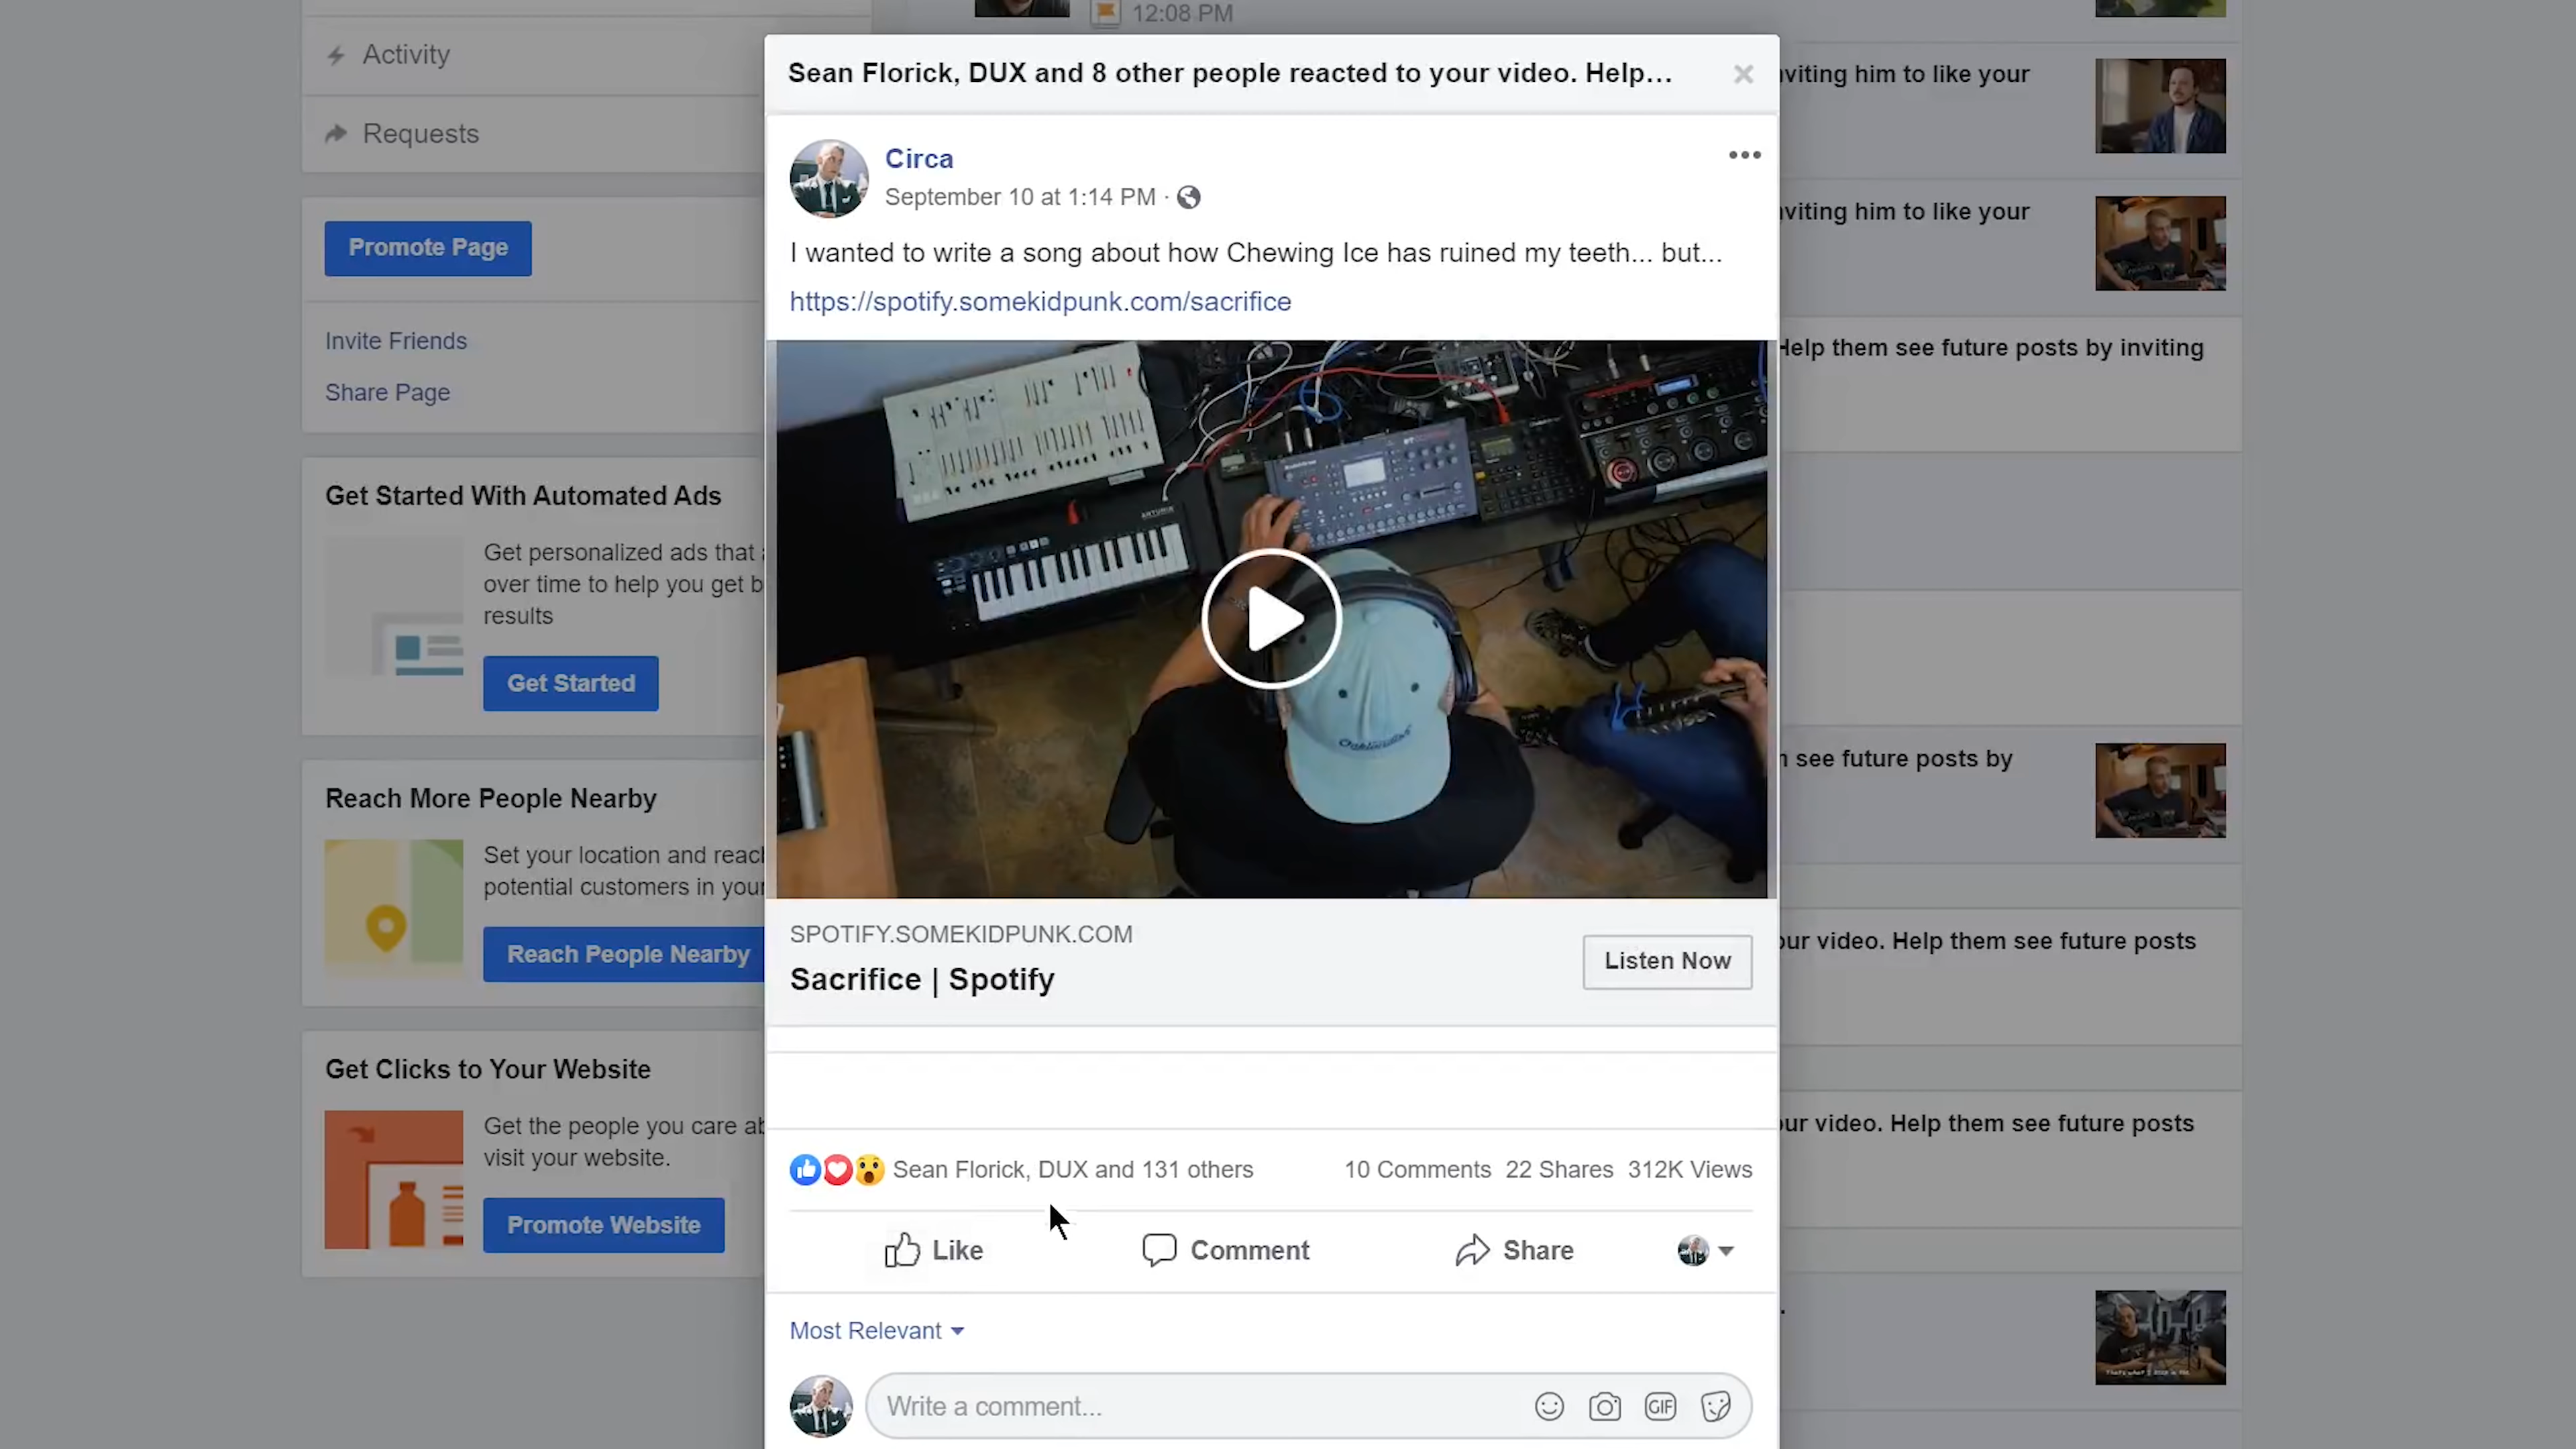 Activity
Requests
Promote Page
Invite Friends
Share Page
Get Started With Automated Ads
Get personalized ads that
over time to help you get b
results
Get Started
Reach More People Nearby
Set your location and reach
potential customers in your
Reach People Nearby
Get Clicks to Your Website
Get the people you care ab
visit your website.
Promote Website
12:08 PM
Sean Florick, DUX and 8 other people reacted to your video. Help...
Circa
September 10 at 1:14 PM ·
I wanted to write a song about how Chewing Ice has ruined my teeth... but...
https://spotify.somekidpunk.com/sacrifice
ARTURIA
SPOTIFY.SOMEKIDPUNK.COM
Sacrifice | Spotify
Listen Now
Sean Florick, DUX and 131 others
10 Comments 22 Shares 312K Views
Like
Comment
Share
Most Relevant
Write a comment...
GIF
nviting him to like your
nviting him to like your
Help them see future posts by inviting
m see future posts by
our video. Help them see future posts
our video. Help them see future posts